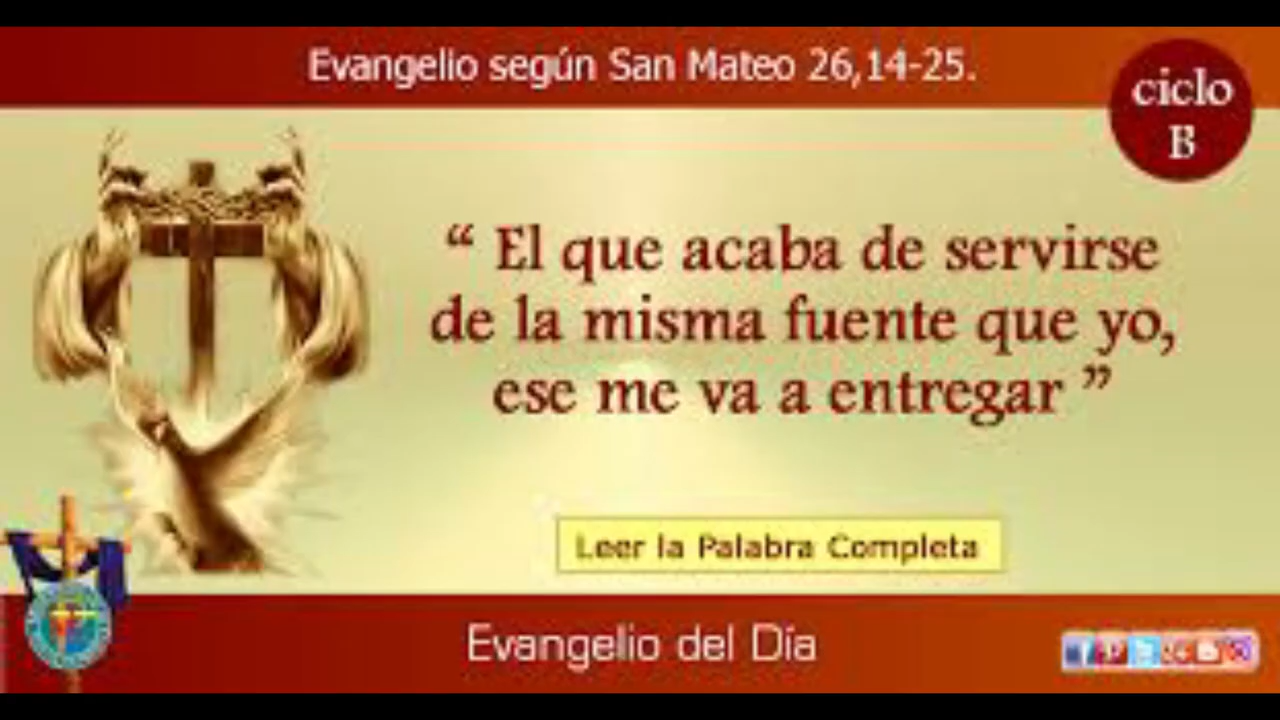 Evangelio según San Mateo 26,14-25.
ciclo
B
“ El que acaba de servirse
de la misma fuente que yo,
ese me va a entregar ”
Leer la Palabra Completa
Evangelio del Día